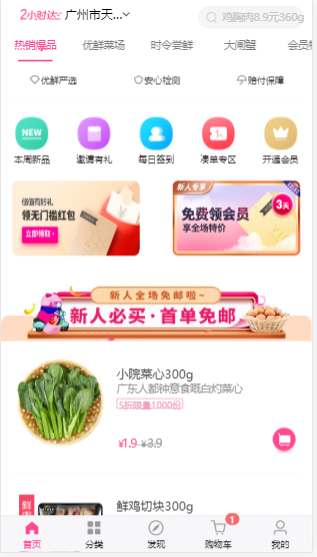 2小时达 广州市天... 鸡胸肉8.9元360g
热销爆品 优鲜菜场 时令尝鲜 大闸蟹 会员
优鲜严选 安心检测 赔付保障
NEW
本周新品 邀请有礼 每日签到 凑单专区 开通会员
倍值有好礼
领无门槛红包
立即领取
新人专享
免费领会员
享全场特价
3天
新人全场免邮啦~
新人必买·首单免邮
小院菜心300g
广东人都钟意食嘅白灼菜心
5折限量1000份
¥1.9 ¥3.9
鲜 鲜鸡切块300g
1
首页 分类 发现 购物车 我的